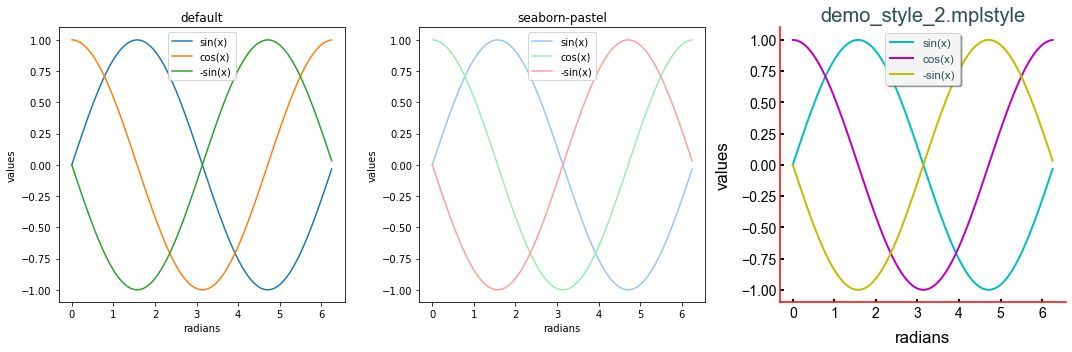 default
sin(x)
cos(x)
-sin(x)
1.00
0.75
0.50
0.25
0.00
−0.25
−0.50
−0.75
−1.00
values
0 1 2 3 4 5 6
radians
seaborn-pastel
sin(x)
cos(x)
-sin(x)
1.00
0.75
0.50
0.25
0.00
−0.25
−0.50
−0.75
−1.00
values
0 1 2 3 4 5 6
radians
demo_style_2.mplstyle
sin(x)
cos(x)
-sin(x)
1.00
0.75
0.50
0.25
0.00
−0.25
−0.50
−0.75
−1.00
values
0 1 2 3 4 5 6
radians